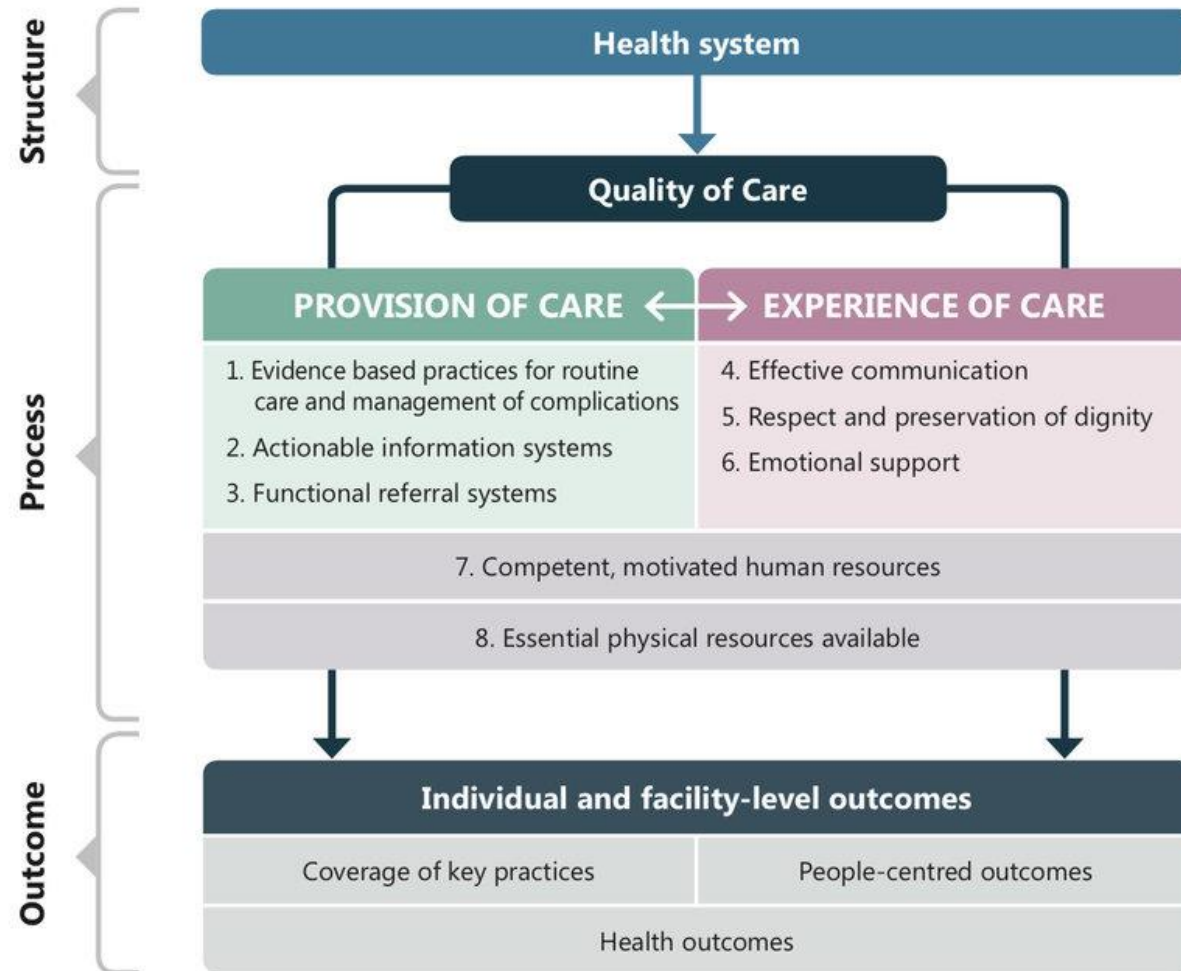 Structure
Health system
Quality of Care
Process
PROVISION OF CARE
EXPERIENCE OF CARE
1. Evidence based practices for routine
care and management of complications
2. Actionable information systems
3. Functional referral systems
4. Effective communication
5. Respect and preservation of dignity
6. Emotional support
7. Competent, motivated human resources
8. Essential physical resources available
Outcome
Individual and facility-level outcomes
Coverage of key practices
People-centred outcomes
Health outcomes